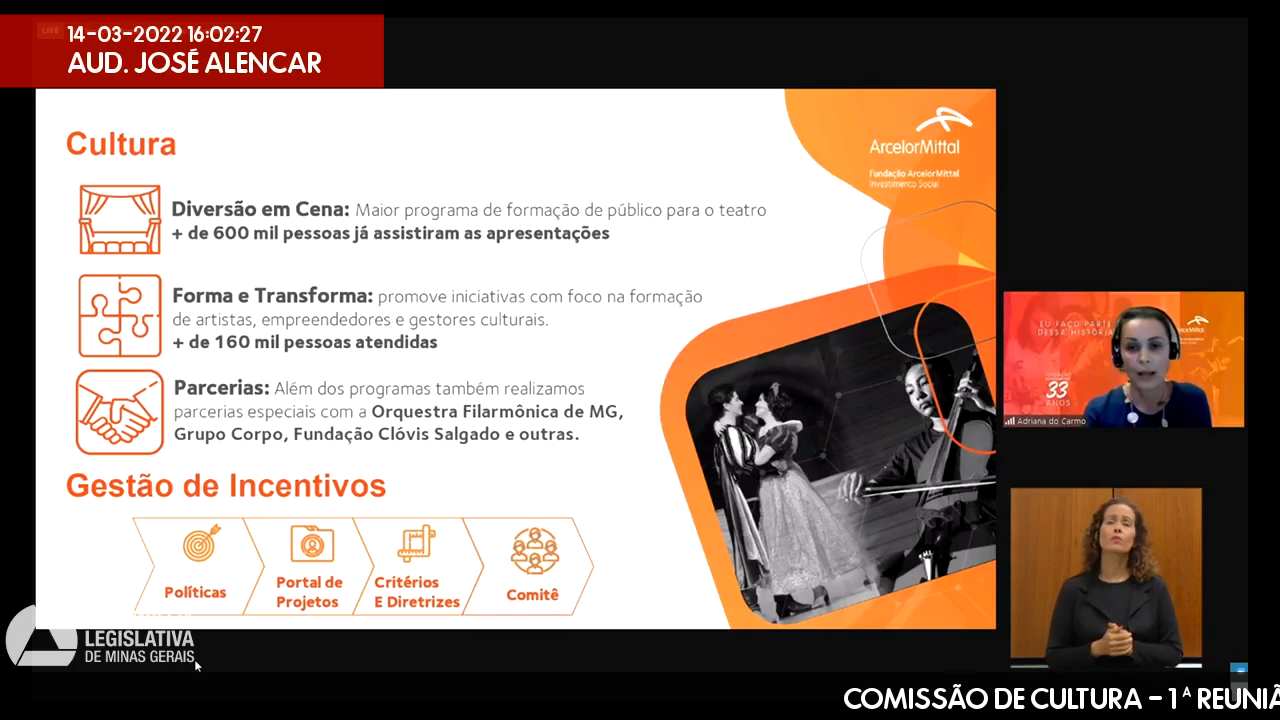 LIVE
14-03-2022 16:02:27
AUD. JOSÉ ALENCAR
Cultura
ArcelorMittal
Fundação ArcelorMittal
Investimento Social
Diversão em Cena: Maior programa de formação de público para o teatro
+ de 600 mil pessoas já assistiram as apresentações
Forma e Transforma: promove iniciativas com foco na formação
de artistas, empreendedores e gestores culturais.
+ de 160 mil pessoas atendidas
Parcerias: Além dos programas também realizamos
parcerias especiais com a Orquestra Filarmônica de MG,
Grupo Corpo, Fundação Clóvis Salgado e outras.
Gestão de Incentivos
Políticas
Portal de
Projetos
Critérios
E Diretrizes
Comitê
EU FAÇO PARTE
DESSA HISTÓRIA
ArcelorMittal
33
ANOS
Adriana do Carmo
LEGISLATIVA
DE MINAS GERAIS
COMISSÃO DE CULTURA - 1ª REUNIÃ